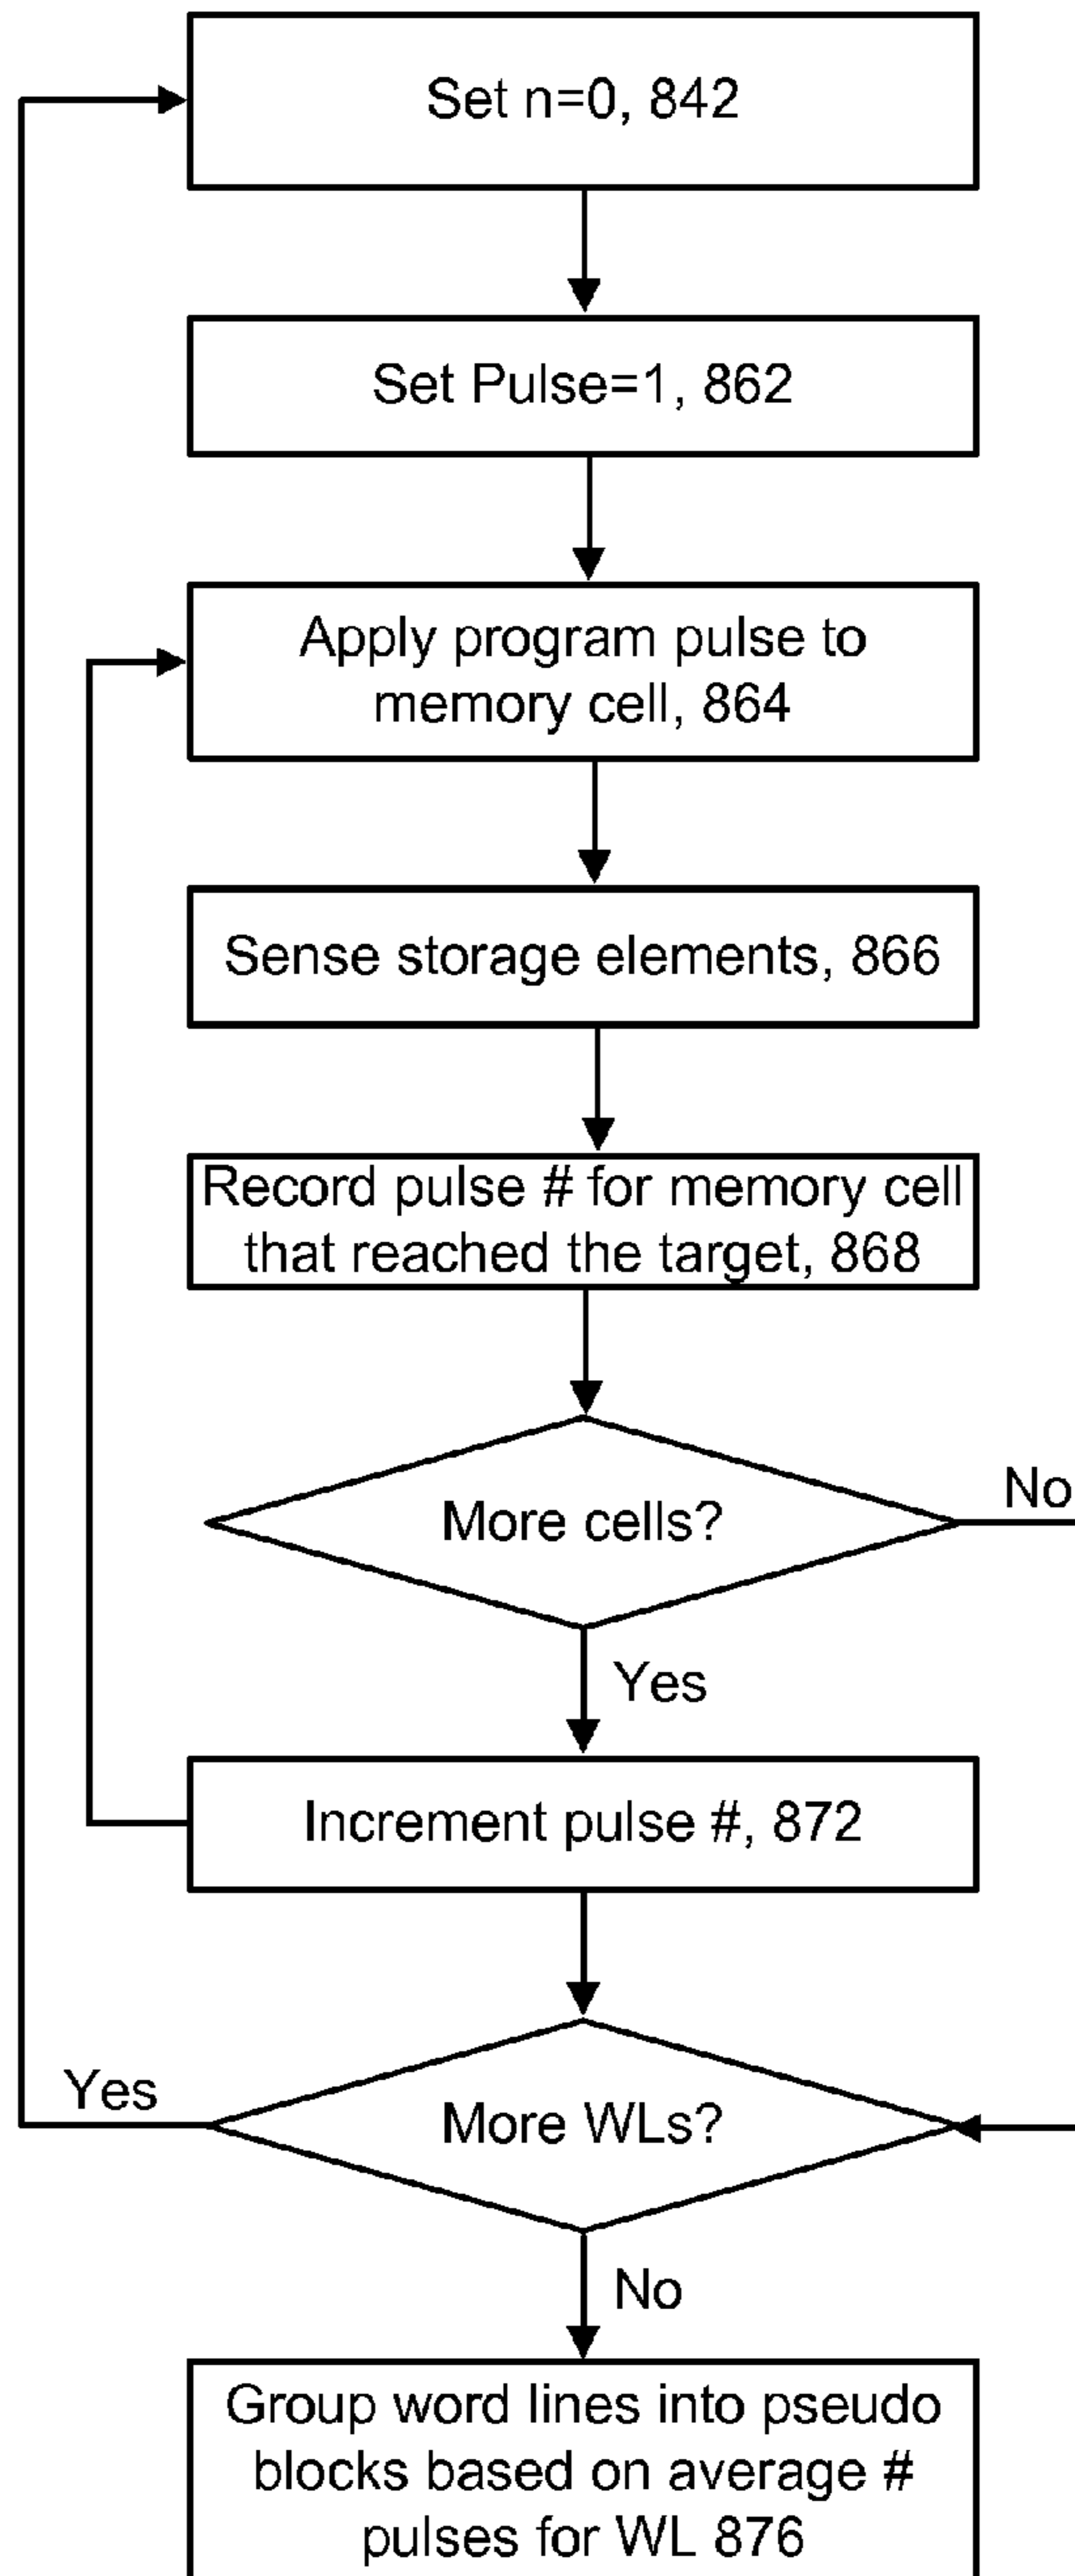 Set n=0, 842
Set Pulse=1, 862
Apply program pulse to
memory cell, 864
Sense storage elements, 866
Record pulse # for memory cell
that reached the target, 868
More cells?
No
Yes
Increment pulse #, 872
Yes
More WLs?
No
Group word lines into pseudo
blocks based on average #
pulses for WL 876